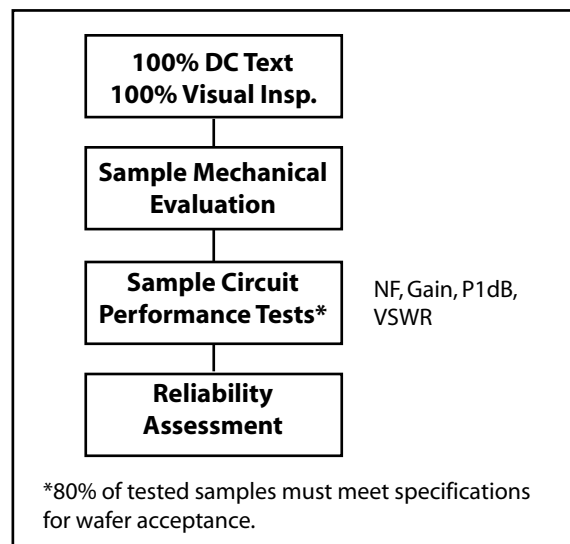 100% DC Text
100% Visual Insp.
Sample Mechanical
Evaluation
Sample Circuit
Performance Tests*
NF, Gain, P1dB,
VSWR
Reliability
Assessment
*80% of tested samples must meet specifications
for wafer acceptance.